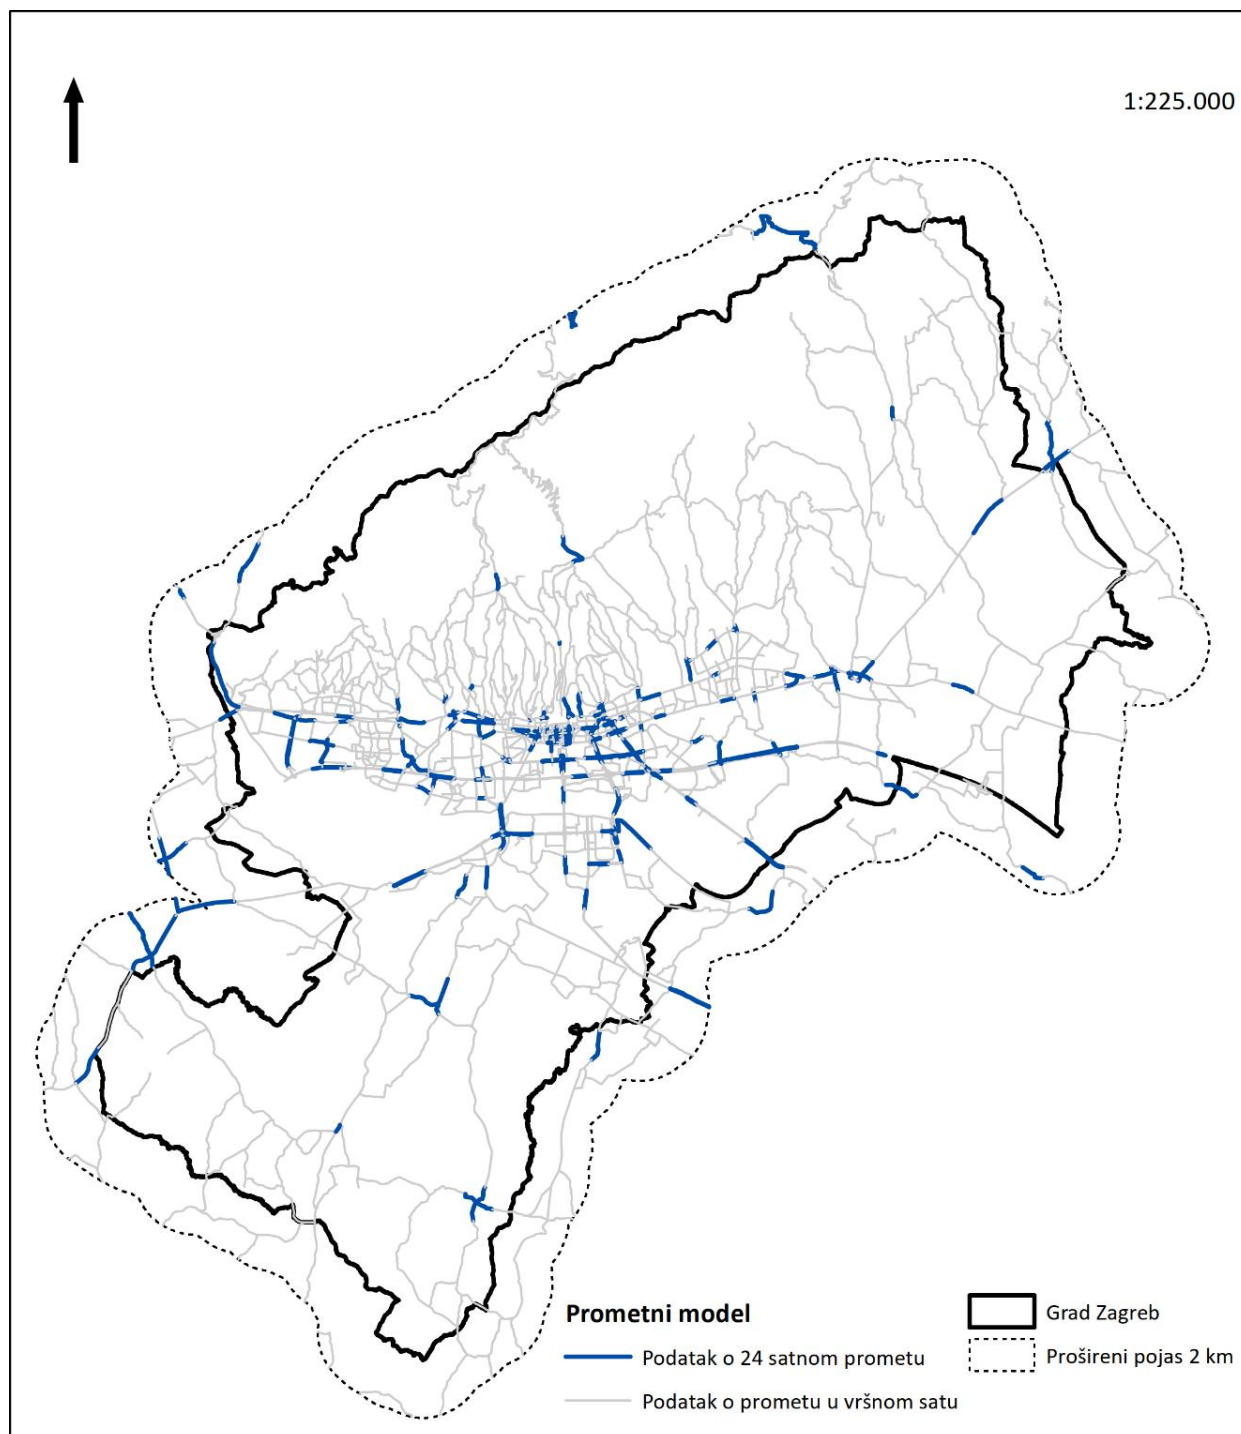 1:225.000
Prometni model
Podatak o 24 satnom prometu
Podatak o prometu u vršnom satu
Grad Zagreb
Prošireni pojas 2 km